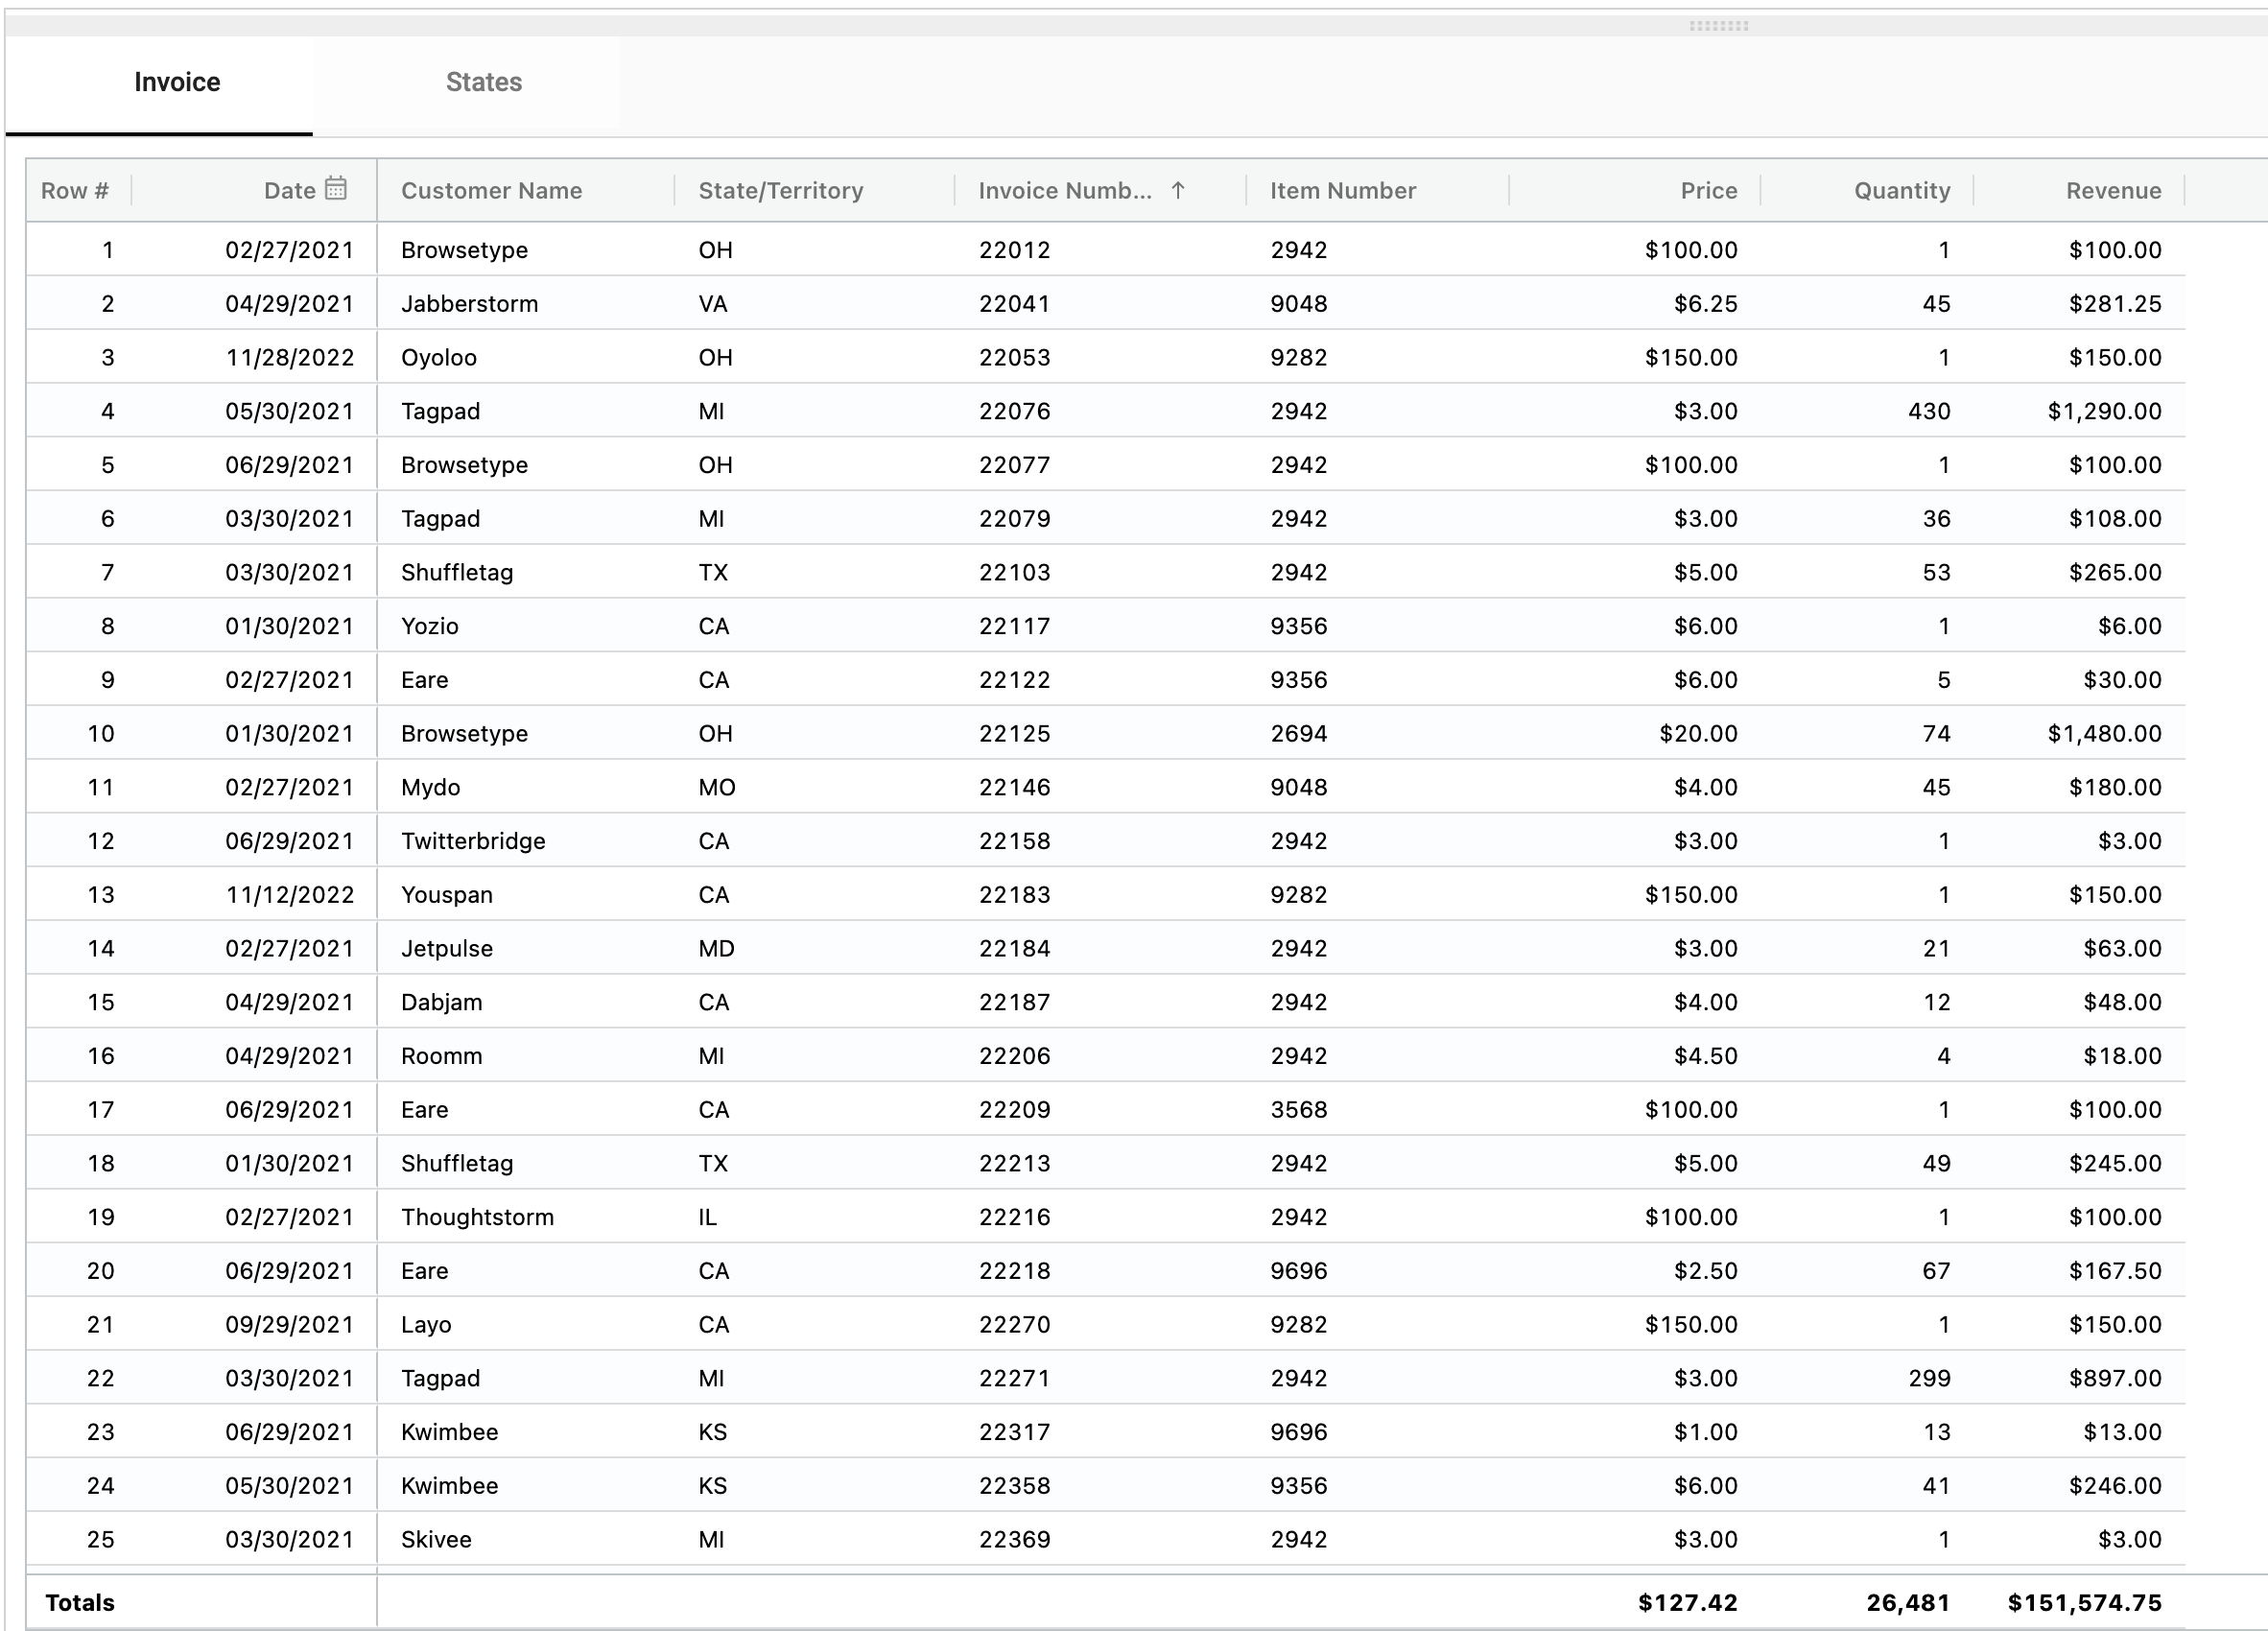 Invoice States
Row # Date Customer Name State/Territory Invoice Numb... ↑ Item Number Price Quantity Revenue
1 02/27/2021 Browsetype OH 22012 2942 $100.00 1 $100.00
2 04/29/2021 Jabberstorm VA 22041 9048 $6.25 45 $281.25
3 11/28/2022 Oyoloo OH 22053 9282 $150.00 1 $150.00
4 05/30/2021 Tagpad MI 22076 2942 $3.00 430 $1,290.00
5 06/29/2021 Browsetype OH 22077 2942 $100.00 1 $100.00
6 03/30/2021 Tagpad MI 22079 2942 $3.00 36 $108.00
7 03/30/2021 Shuffletag TX 22103 2942 $5.00 53 $265.00
8 01/30/2021 Yozio CA 22117 9356 $6.00 1 $6.00
9 02/27/2021 Eare CA 22122 9356 $6.00 5 $30.00
10 01/30/2021 Browsetype OH 22125 2694 $20.00 74 $1,480.00
11 02/27/2021 Mydo MO 22146 9048 $4.00 45 $180.00
12 06/29/2021 Twitterbridge CA 22158 2942 $3.00 1 $3.00
13 11/12/2022 Youspan CA 22183 9282 $150.00 1 $150.00
14 02/27/2021 Jetpulse MD 22184 2942 $3.00 21 $63.00
15 04/29/2021 Dabjam CA 22187 2942 $4.00 12 $48.00
16 04/29/2021 Roomm MI 22206 2942 $4.50 4 $18.00
17 06/29/2021 Eare CA 22209 3568 $100.00 1 $100.00
18 01/30/2021 Shuffletag TX 22213 2942 $5.00 49 $245.00
19 02/27/2021 Thoughtstorm IL 22216 2942 $100.00 1 $100.00
20 06/29/2021 Eare CA 22218 9696 $2.50 67 $167.50
21 09/29/2021 Layo CA 22270 9282 $150.00 1 $150.00
22 03/30/2021 Tagpad MI 22271 2942 $3.00 299 $897.00
23 06/29/2021 Kwimbee KS 22317 9696 $1.00 13 $13.00
24 05/30/2021 Kwimbee KS 22358 9356 $6.00 41 $246.00
25 03/30/2021 Skivee MI 22369 2942 $3.00 1 $3.00
Totals $127.42 26,481 $151,574.75